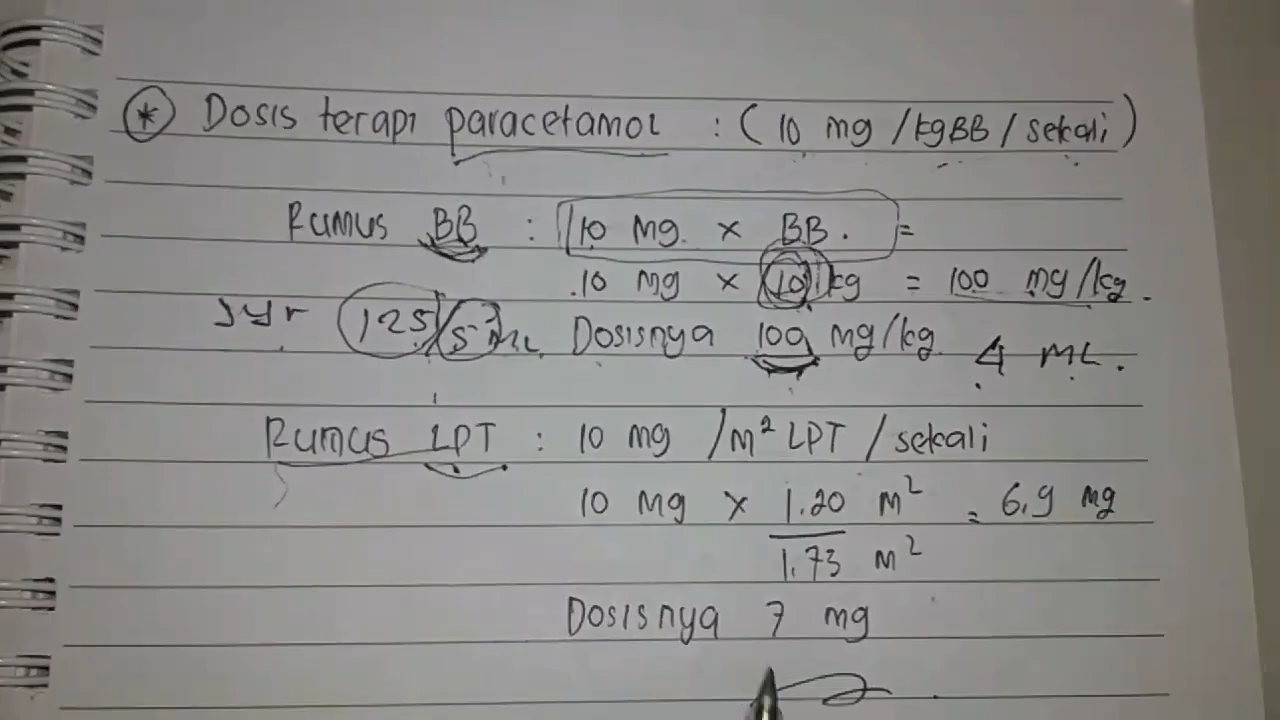 * Dosis terapi paracetamol : (10 mg /kgBB / sekali)
Rumus BB : 10 Mg. x BB. =
10 mg x 10 kg = 100 mg/kg.
syr 125/5 ML Dosisnya 100 mg/kg. 4 ML.
Rumus LPT : 10 mg /m² LPT / sekali
10 Mg x 1.20 m² = 6,9 mg
1.73 m²
Dosisnya 7 mg